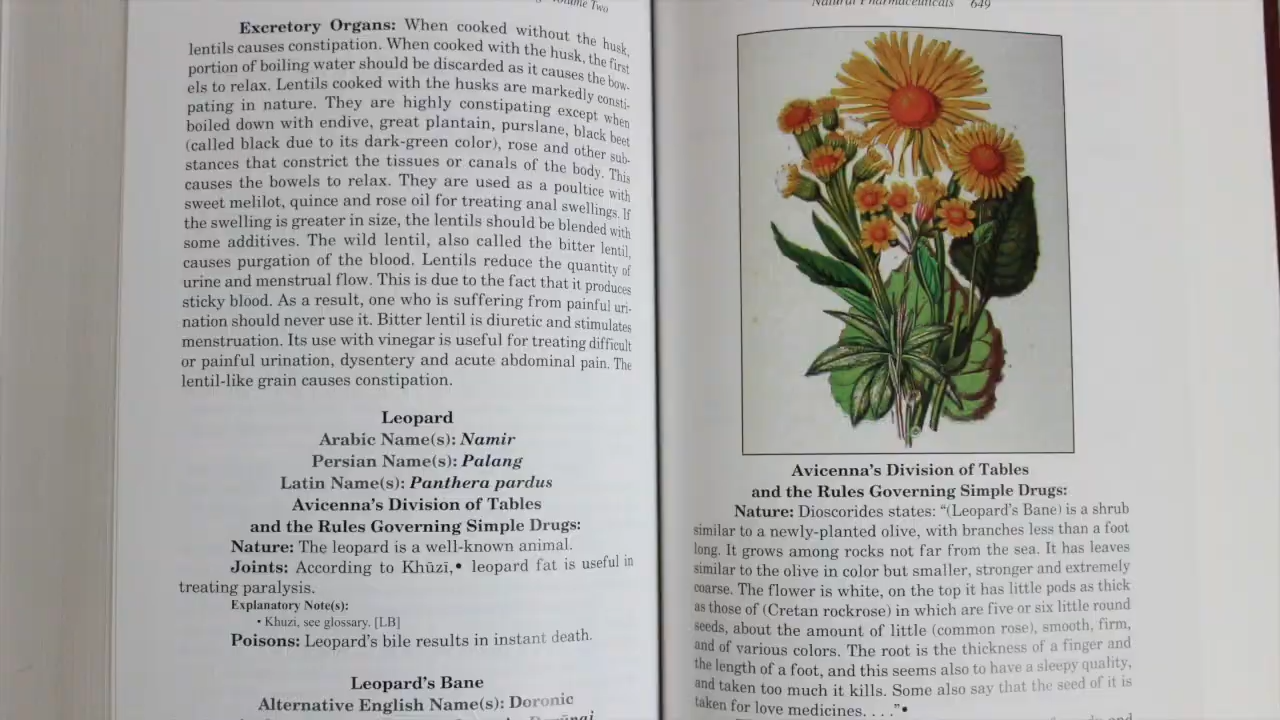 Volume Two
Excretory Organs: When cooked without the husk,
lentils causes constipation. When cooked with the husk, the first
portion of boiling water should be discarded as it causes the bow-
els to relax. Lentils cooked with the husks are markedly consti-
pating in nature. They are highly constipating except when
boiled down with endive, great plantain, purslane, black beet
(called black due to its dark-green color), rose and other sub-
stances that constrict the tissues or canals of the body. This
causes the bowels to relax. They are used as a poultice with
sweet melilot, quince and rose oil for treating anal swellings. If
the swelling is greater in size, the lentils should be blended with
some additives. The wild lentil, also called the bitter lentil,
causes purgation of the blood. Lentils reduce the quantity of
urine and menstrual flow. This is due to the fact that it produces
sticky blood. As a result, one who is suffering from painful uri-
nation should never use it. Bitter lentil is diuretic and stimulates
menstruation. Its use with vinegar is useful for treating difficult
or painful urination, dysentery and acute abdominal pain. The
lentil-like grain causes constipation.
Leopard
Arabic Name(s): Namir
Persian Name(s): Palang
Latin Name(s): Panthera pardus
Avicenna's Division of Tables
and the Rules Governing Simple Drugs:
Nature: The leopard is a well-known animal.
Joints: According to Khūzī,• leopard fat is useful in
treating paralysis.
Explanatory Note(s):
• Khuzi, see glossary. [LB]
Poisons: Leopard's bile results in instant death.
Leopard's Bane
Alternative English Name(s): Doronic
Natural Pharmaceuticals 649
Avicenna's Division of Tables
and the Rules Governing Simple Drugs:
Nature: Dioscorides states: "(Leopard's Bane) is a shrub
similar to a newly-planted olive, with branches less than a foot
long. It grows among rocks not far from the sea. It has leaves
similar to the olive in color but smaller, stronger and extremely
coarse. The flower is white, on the top it has little pods as thick
as those of (Cretan rockrose) in which are five or six little round
seeds, about the amount of little (common rose), smooth, firm,
and of various colors. The root is the thickness of a finger and
the length of a foot, and this seems also to have a sleepy quality,
and taken too much it kills. Some also say that the seed of it is
taken for love medicines. . . ."•